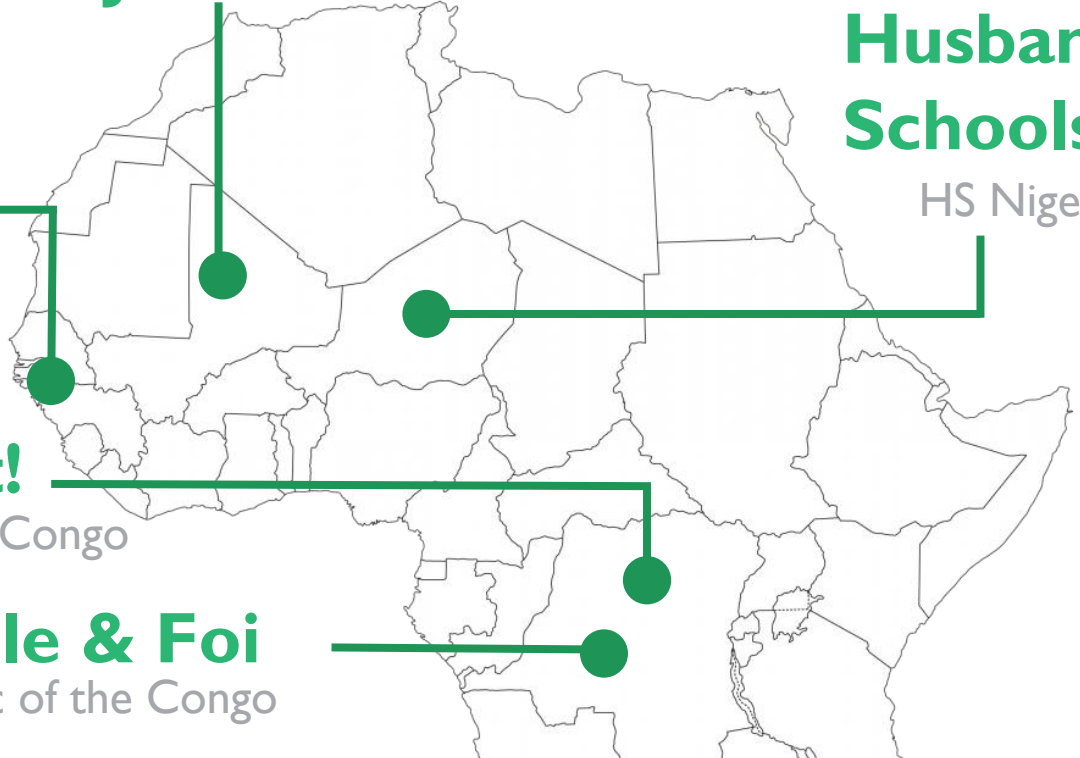 Husban
Schools
HS Nige
t!
Congo
le & Foi
c of the Congo